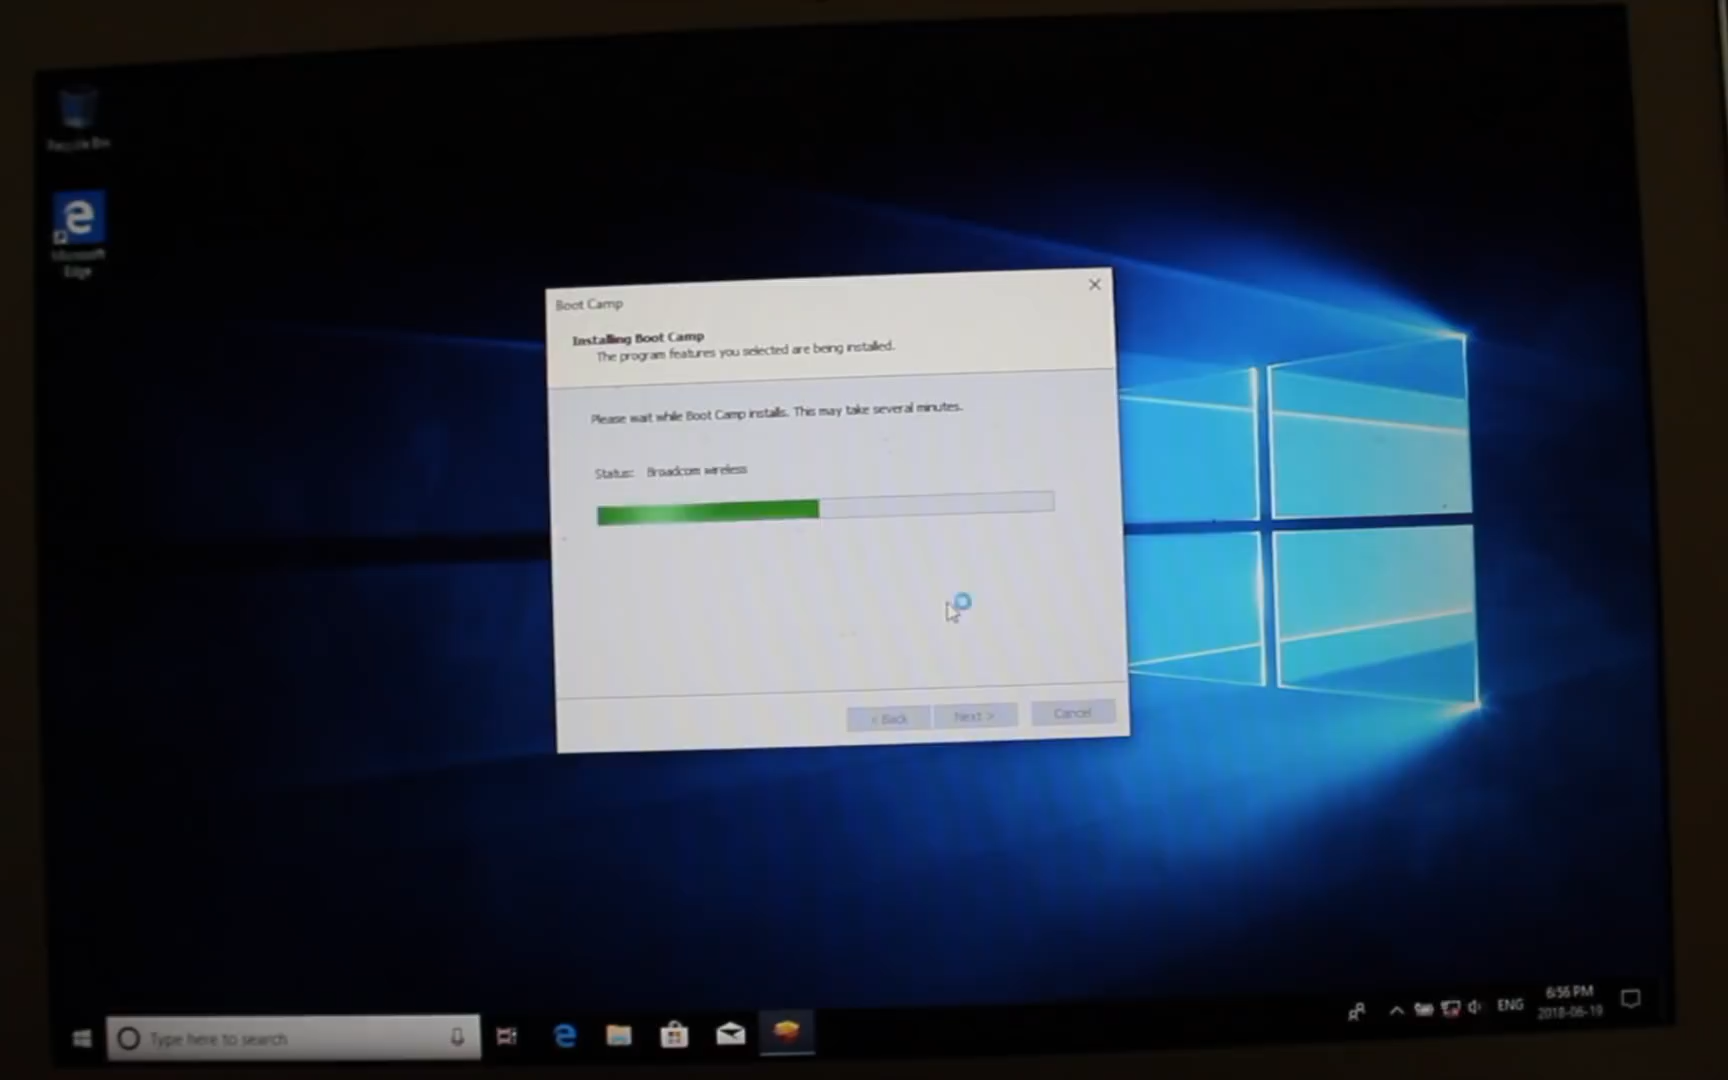 Recycle Bin
Microsoft
Edge
Boot Camp
Installing Boot Camp
The program features you selected are being installed.
Please wait while Boot Camp installs. This may take several minutes.
Status: Broadcom wireless
< Back Next > Cancel
Type here to search
ENG
6:56 PM
2018-06-19